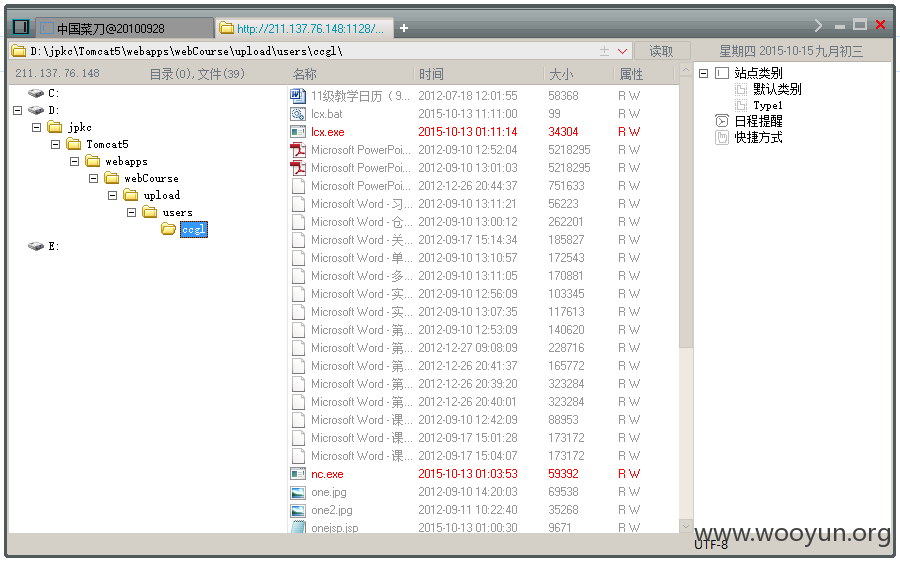 中国菜刀@20100928
http://211.137.76.148:1128/...
D:\jpkc\Tomcat5\webapps\webCourse\upload\users\ccgl\
读取
星期四 2015-10-15 九月初三
211.137.76.148 目录(0),文件(39)
名称 时间 大小 属性
C:
D:
jpkc
Tomcat5
webapps
webCourse
upload
users
ccgl
E:
11级教学日历（9... 2012-07-18 12:01:55 58368 R W
lcx.bat 2015-10-13 11:11:00 99 R W
lcx.exe 2015-10-13 01:11:14 34304 R W
Microsoft PowerPoi... 2012-09-10 12:52:04 5218295 R W
Microsoft PowerPoi... 2012-09-10 13:01:03 5218295 R W
Microsoft PowerPoi... 2012-12-26 20:44:37 751633 R W
Microsoft Word - 习... 2012-09-10 13:11:21 56223 R W
Microsoft Word - 仓... 2012-09-10 13:00:12 262201 R W
Microsoft Word - 关... 2012-09-17 15:14:34 185827 R W
Microsoft Word - 单... 2012-09-10 13:10:57 172543 R W
Microsoft Word - 多... 2012-09-10 13:11:05 170881 R W
Microsoft Word - 实... 2012-09-10 12:56:09 103345 R W
Microsoft Word - 实... 2012-09-10 13:07:35 117613 R W
Microsoft Word - 第... 2012-09-10 12:53:09 140620 R W
Microsoft Word - 第... 2012-12-27 09:08:09 228716 R W
Microsoft Word - 第... 2012-12-26 20:41:37 165772 R W
Microsoft Word - 第... 2012-12-26 20:39:20 323284 R W
Microsoft Word - 第... 2012-12-26 20:40:01 323284 R W
Microsoft Word - 课... 2012-09-10 12:42:09 88953 R W
Microsoft Word - 课... 2012-09-17 15:01:28 173172 R W
Microsoft Word - 课... 2012-09-17 15:04:07 173172 R W
nc.exe 2015-10-13 01:03:53 59392 R W
one.jpg 2012-09-10 14:20:03 69538 R W
one2.jpg 2012-09-11 10:22:40 35268 R W
onejsp.jsp 2015-10-13 01:00:30 9671 R W
站点类别
默认类别
Type1
日程提醒
快捷方式
www.wooyun.org
UTF-8